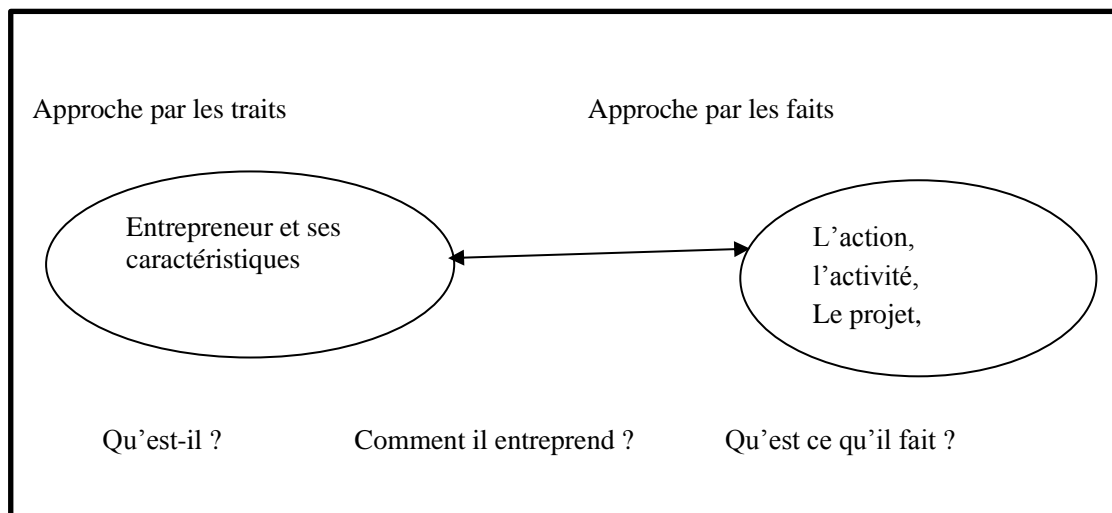 Approche par les traits
Approche par les faits
Entrepreneur et ses
caractéristiques
L’action,
l’activité,
Le projet,
Qu’est-il ?
Comment il entreprend ?
Qu’est ce qu’il fait ?